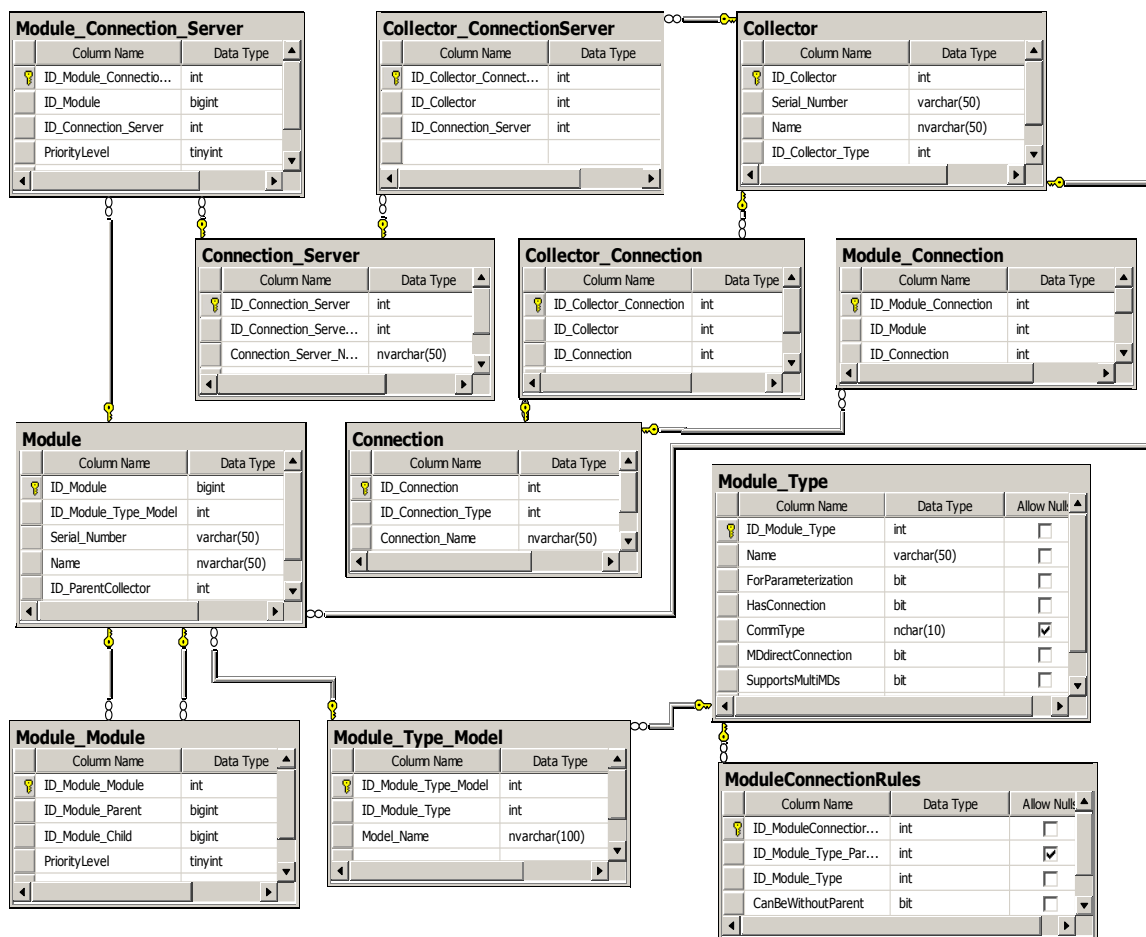 Module_Connection_Server
Column Name Data Type
ID_Module_Connectio... int
ID_Module bigint
ID_Connection_Server int
PriorityLevel tinyint
Collector_ConnectionServer
Column Name Data Type
ID_Collector_Connect... int
ID_Collector int
ID_Connection_Server int
Collector
Column Name Data Type
ID_Collector int
Serial_Number varchar(50)
Name nvarchar(50)
ID_Collector_Type int
Connection_Server
Column Name Data Type
ID_Connection_Server int
ID_Connection_Serve... int
Connection_Server_N... nvarchar(50)
Collector_Connection
Column Name Data Type
ID_Collector_Connection int
ID_Collector int
ID_Connection int
Module_Connection
Column Name Data Type
ID_Module_Connection int
ID_Module int
ID_Connection int
Module
Column Name Data Type
ID_Module bigint
ID_Module_Type_Model int
Serial_Number varchar(50)
Name nvarchar(50)
ID_ParentCollector int
Connection
Column Name Data Type
ID_Connection int
ID_Connection_Type int
Connection_Name nvarchar(50)
Module_Type
Column Name Data Type Allow Nulls
ID_Module_Type int
Name varchar(50)
ForParameterization bit
HasConnection bit
CommType nchar(10)
MDdirectConnection bit
SupportsMultiMDs bit
Module_Module
Column Name Data Type
ID_Module_Module int
ID_Module_Parent bigint
ID_Module_Child bigint
PriorityLevel tinyint
Module_Type_Model
Column Name Data Type
ID_Module_Type_Model int
ID_Module_Type int
Model_Name nvarchar(100)
ModuleConnectionRules
Column Name Data Type Allow Nulls
ID_ModuleConnection... int
ID_Module_Type_Par... int
ID_Module_Type int
CanBeWithoutParent bit